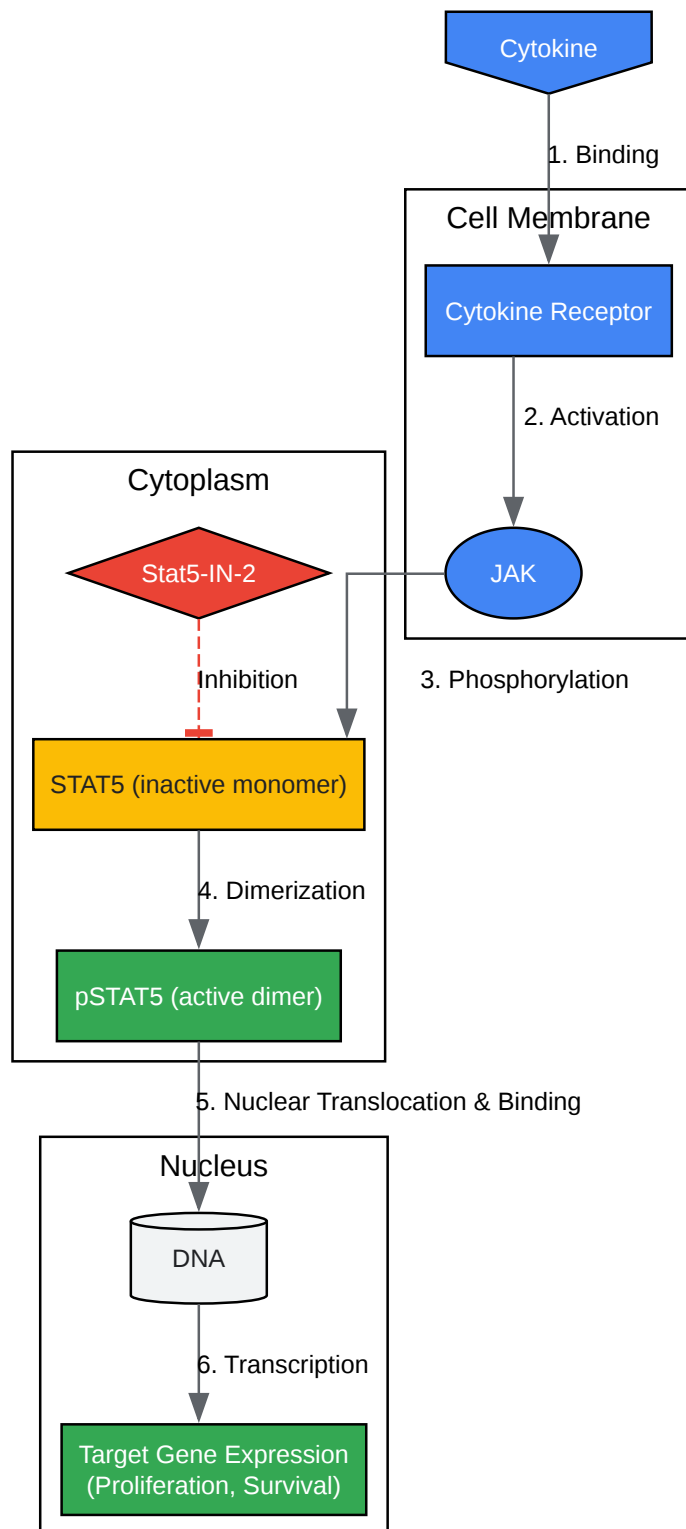 Cytokine
1. Binding
Cell Membrane
Cytokine Receptor
2. Activation
Cytoplasm
Stat5-IN-2
JAK
Inhibition
3. Phosphorylation
STAT5 (inactive monomer)
4. Dimerization
pSTAT5 (active dimer)
5. Nuclear Translocation & Binding
Nucleus
DNA
6. Transcription
Target Gene Expression
(Proliferation, Survival)